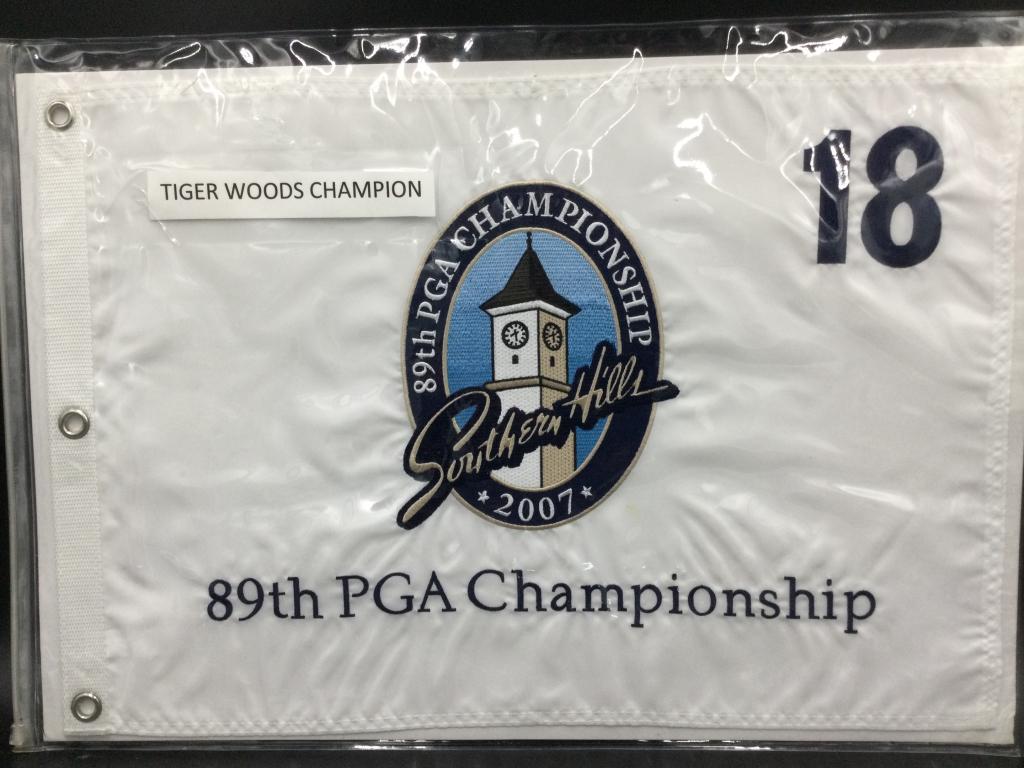 18
TIGER WOODS CHAMPION
89th PGA CHAMPIONSHIP
Southern Hills
2007
89th PGA Championship